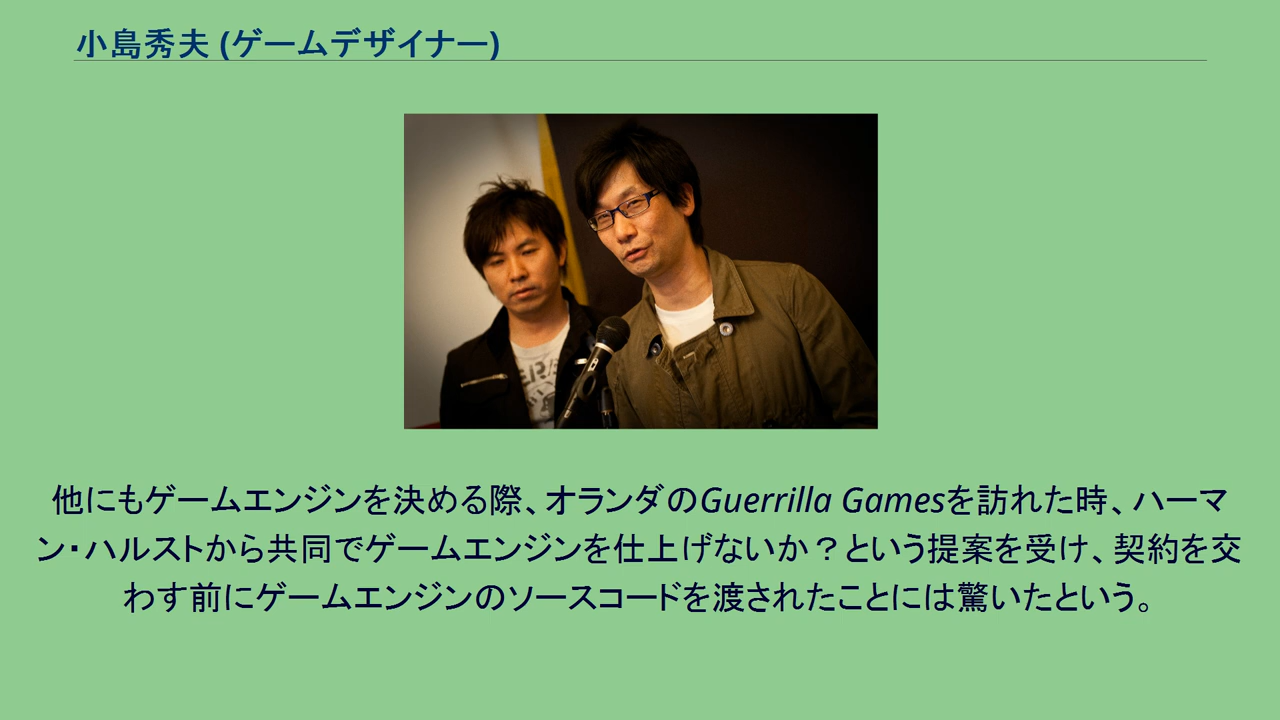 小島秀夫 (ゲームデザイナー)
他にもゲームエンジンを決める際、オランダのGuerrilla Gamesを訪れた時、ハーマ
ン・ハルストから共同でゲームエンジンを仕上げないか？という提案を受け、契約を交
わす前にゲームエンジンのソースコードを渡されたことには驚いたという。